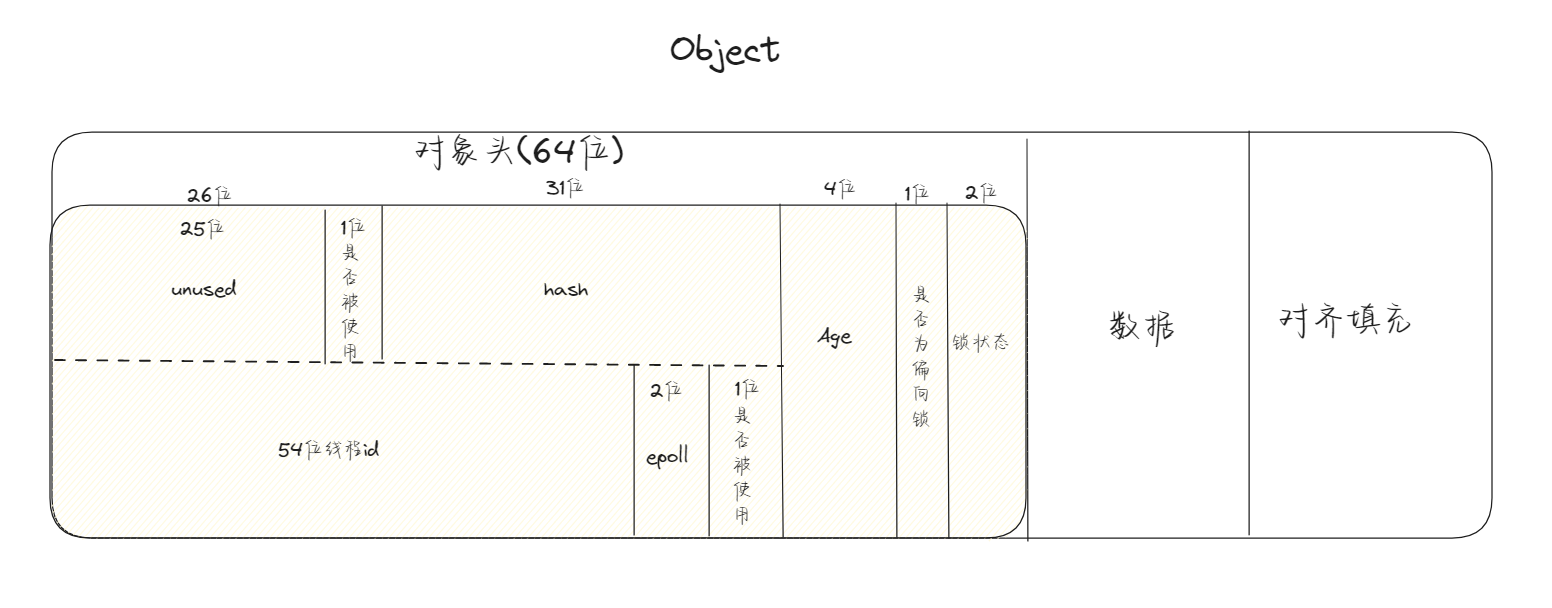 Object
对象头(64位)
26位
31位
4位
1位
2位
25位
unused
1位
是否被使用
hash
Age
是否为偏向锁
锁状态
54位线程id
2位
epoll
1位
是否被使用
数据
对齐填充